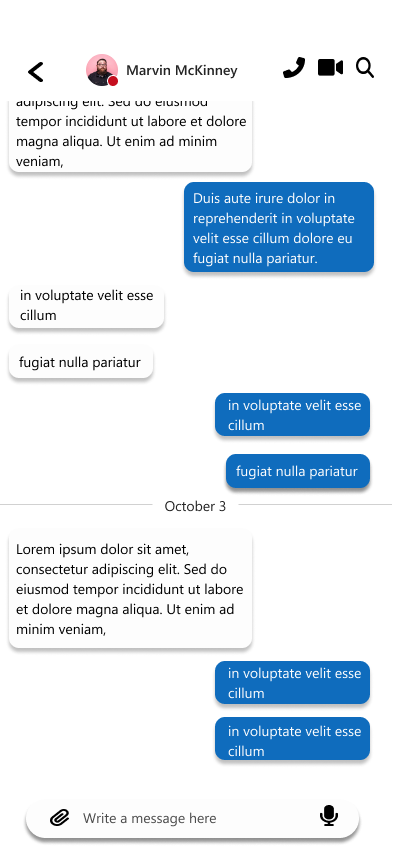 Marvin McKinney
adipiscing elit. Sed do eiusmod
tempor incididunt ut labore et dolore
magna aliqua. Ut enim ad minim
veniam,
Duis aute irure dolor in
reprehenderit in voluptate
velit esse cillum dolore eu
fugiat nulla pariatur.
in voluptate velit esse
cillum
fugiat nulla pariatur
in voluptate velit esse
cillum
fugiat nulla pariatur
October 3
Lorem ipsum dolor sit amet,
consectetur adipiscing elit. Sed do
eiusmod tempor incididunt ut labore
et dolore magna aliqua. Ut enim ad
minim veniam,
in voluptate velit esse
cillum
in voluptate velit esse
cillum
Write a message here